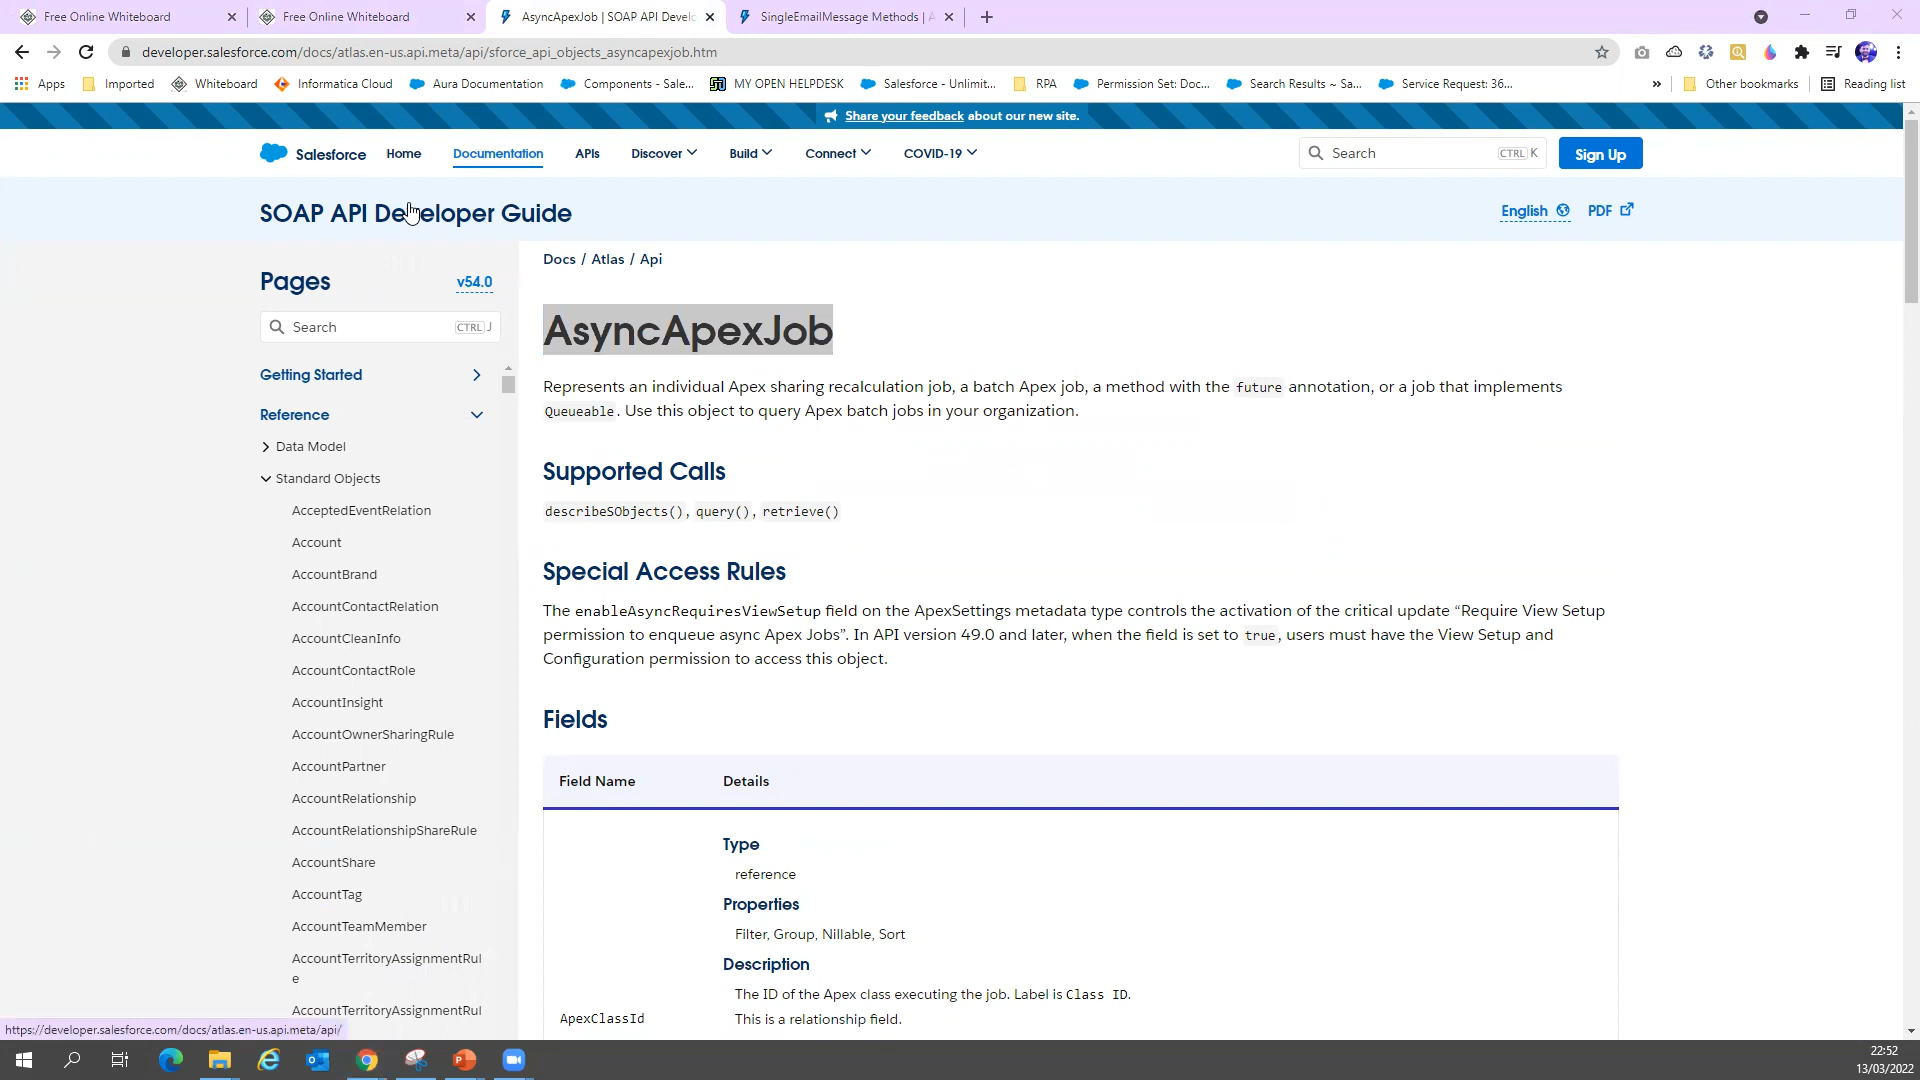 Free Online Whiteboard
Free Online Whiteboard
AsyncApexJob | SOAP API Develo
SingleEmailMessage Methods | A
developer.salesforce.com/docs/atlas.en-us.api.meta/api/sforce_api_objects_asyncapexjob.htm
Apps
Imported
Whiteboard
Informatica Cloud
Aura Documentation
Components - Sale...
MY OPEN HELPDESK
Salesforce - Unlimit...
RPA
Permission Set: Doc...
Search Results ~ Sa...
Service Request: 36...
»
Other bookmarks
Reading list
Share your feedback about our new site.
Salesforce
Home
Documentation
APIs
Discover
Build
Connect
COVID-19
Search
CTRL K
Sign Up
SOAP API Developer Guide
English
PDF
Pages
v54.0
Search
CTRL J
Getting Started
Reference
Data Model
Standard Objects
AcceptedEventRelation
Account
AccountBrand
AccountContactRelation
AccountCleanInfo
AccountContactRole
AccountInsight
AccountOwnerSharingRule
AccountPartner
AccountRelationship
AccountRelationshipShareRule
AccountShare
AccountTag
AccountTeamMember
AccountTerritoryAssignmentRul
e
AccountTerritoryAssignmentRul
Docs / Atlas / Api
AsyncApexJob
Represents an individual Apex sharing recalculation job, a batch Apex job, a method with the future annotation, or a job that implements
Queueable. Use this object to query Apex batch jobs in your organization.
Supported Calls
describeSObjects(), query(), retrieve()
Special Access Rules
The enableAsyncRequiresViewSetup field on the ApexSettings metadata type controls the activation of the critical update “Require View Setup
permission to enqueue async Apex Jobs”. In API version 49.0 and later, when the field is set to true, users must have the View Setup and
Configuration permission to access this object.
Fields
Field Name
Details
Type
reference
Properties
Filter, Group, Nillable, Sort
Description
The ID of the Apex class executing the job. Label is Class ID.
ApexClassId
This is a relationship field.
https://developer.salesforce.com/docs/atlas.en-us.api.meta/api/
22:52
13/03/2022